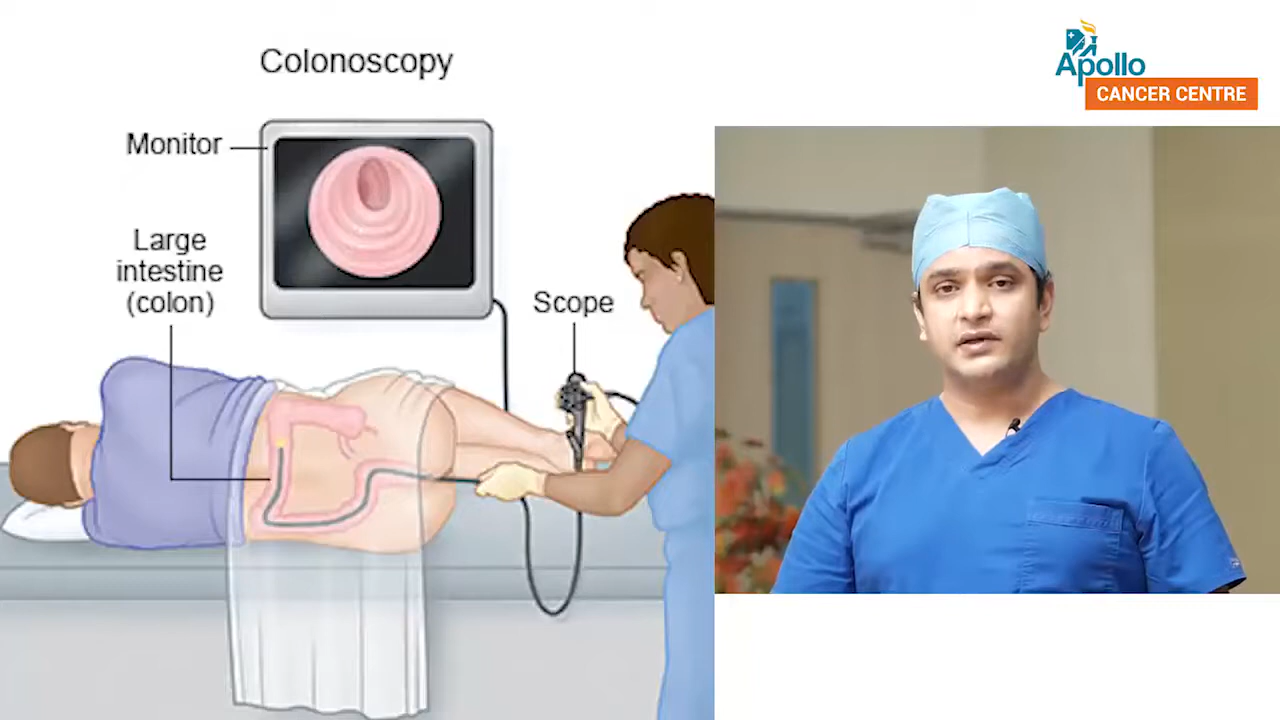 Colonoscopy
Monitor
Large
intestine
(colon)
Scope
Apollo
CANCER CENTRE